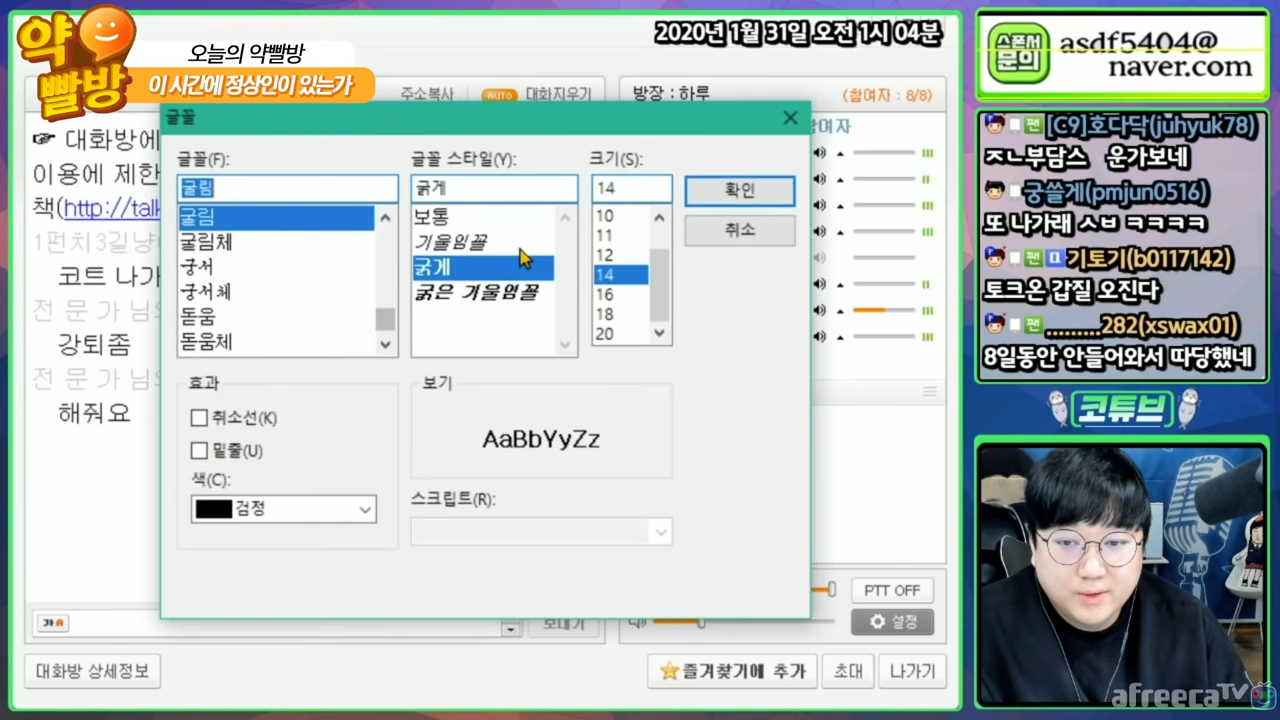 약빨방
오늘의 약빨방
이 시간에 정상인이 있는가
2020년 1월 31일 오전 1시 04분
스폰서 문의
asdf5404@
naver.com
주소복사
AUTO 대화지우기
방장 : 하루
(참여자 : 8/8)
☞ 대화방에
이용에 제한
책(http://talk
1펀치3길냥이
코트 나가
전 문 가 님의
강퇴좀
전 문 가 님의
해줘요
글꼴
글꼴(F):
굴림
굴림
굴림체
궁서
궁서체
돋움
돋움체
글꼴 스타일(Y):
굵게
보통
기울임꼴
굵게
굵은 기울임꼴
크기(S):
14
10
11
12
14
16
18
20
확인
취소
효과
취소선(K)
밑줄(U)
색(C):
검정
보기
AaBbYyZz
스크립트(R):
[C9]호다닥(juhyuk78)
ㅈㄴ부담스 운가보네
팬 궁쓸게(pmjun0516)
또 나가래 ㅅㅂ ㅋㅋㅋㅋ
팬 기토기(b0117142)
토크온 갑질 오진다
팬 .........282(xswax01)
8일동안 안들어와서 따당했네
코튜브
가가
보내기
PTT OFF
설정
대화방 상세정보
즐겨찾기에 추가
초대
나가기
afreecaTV